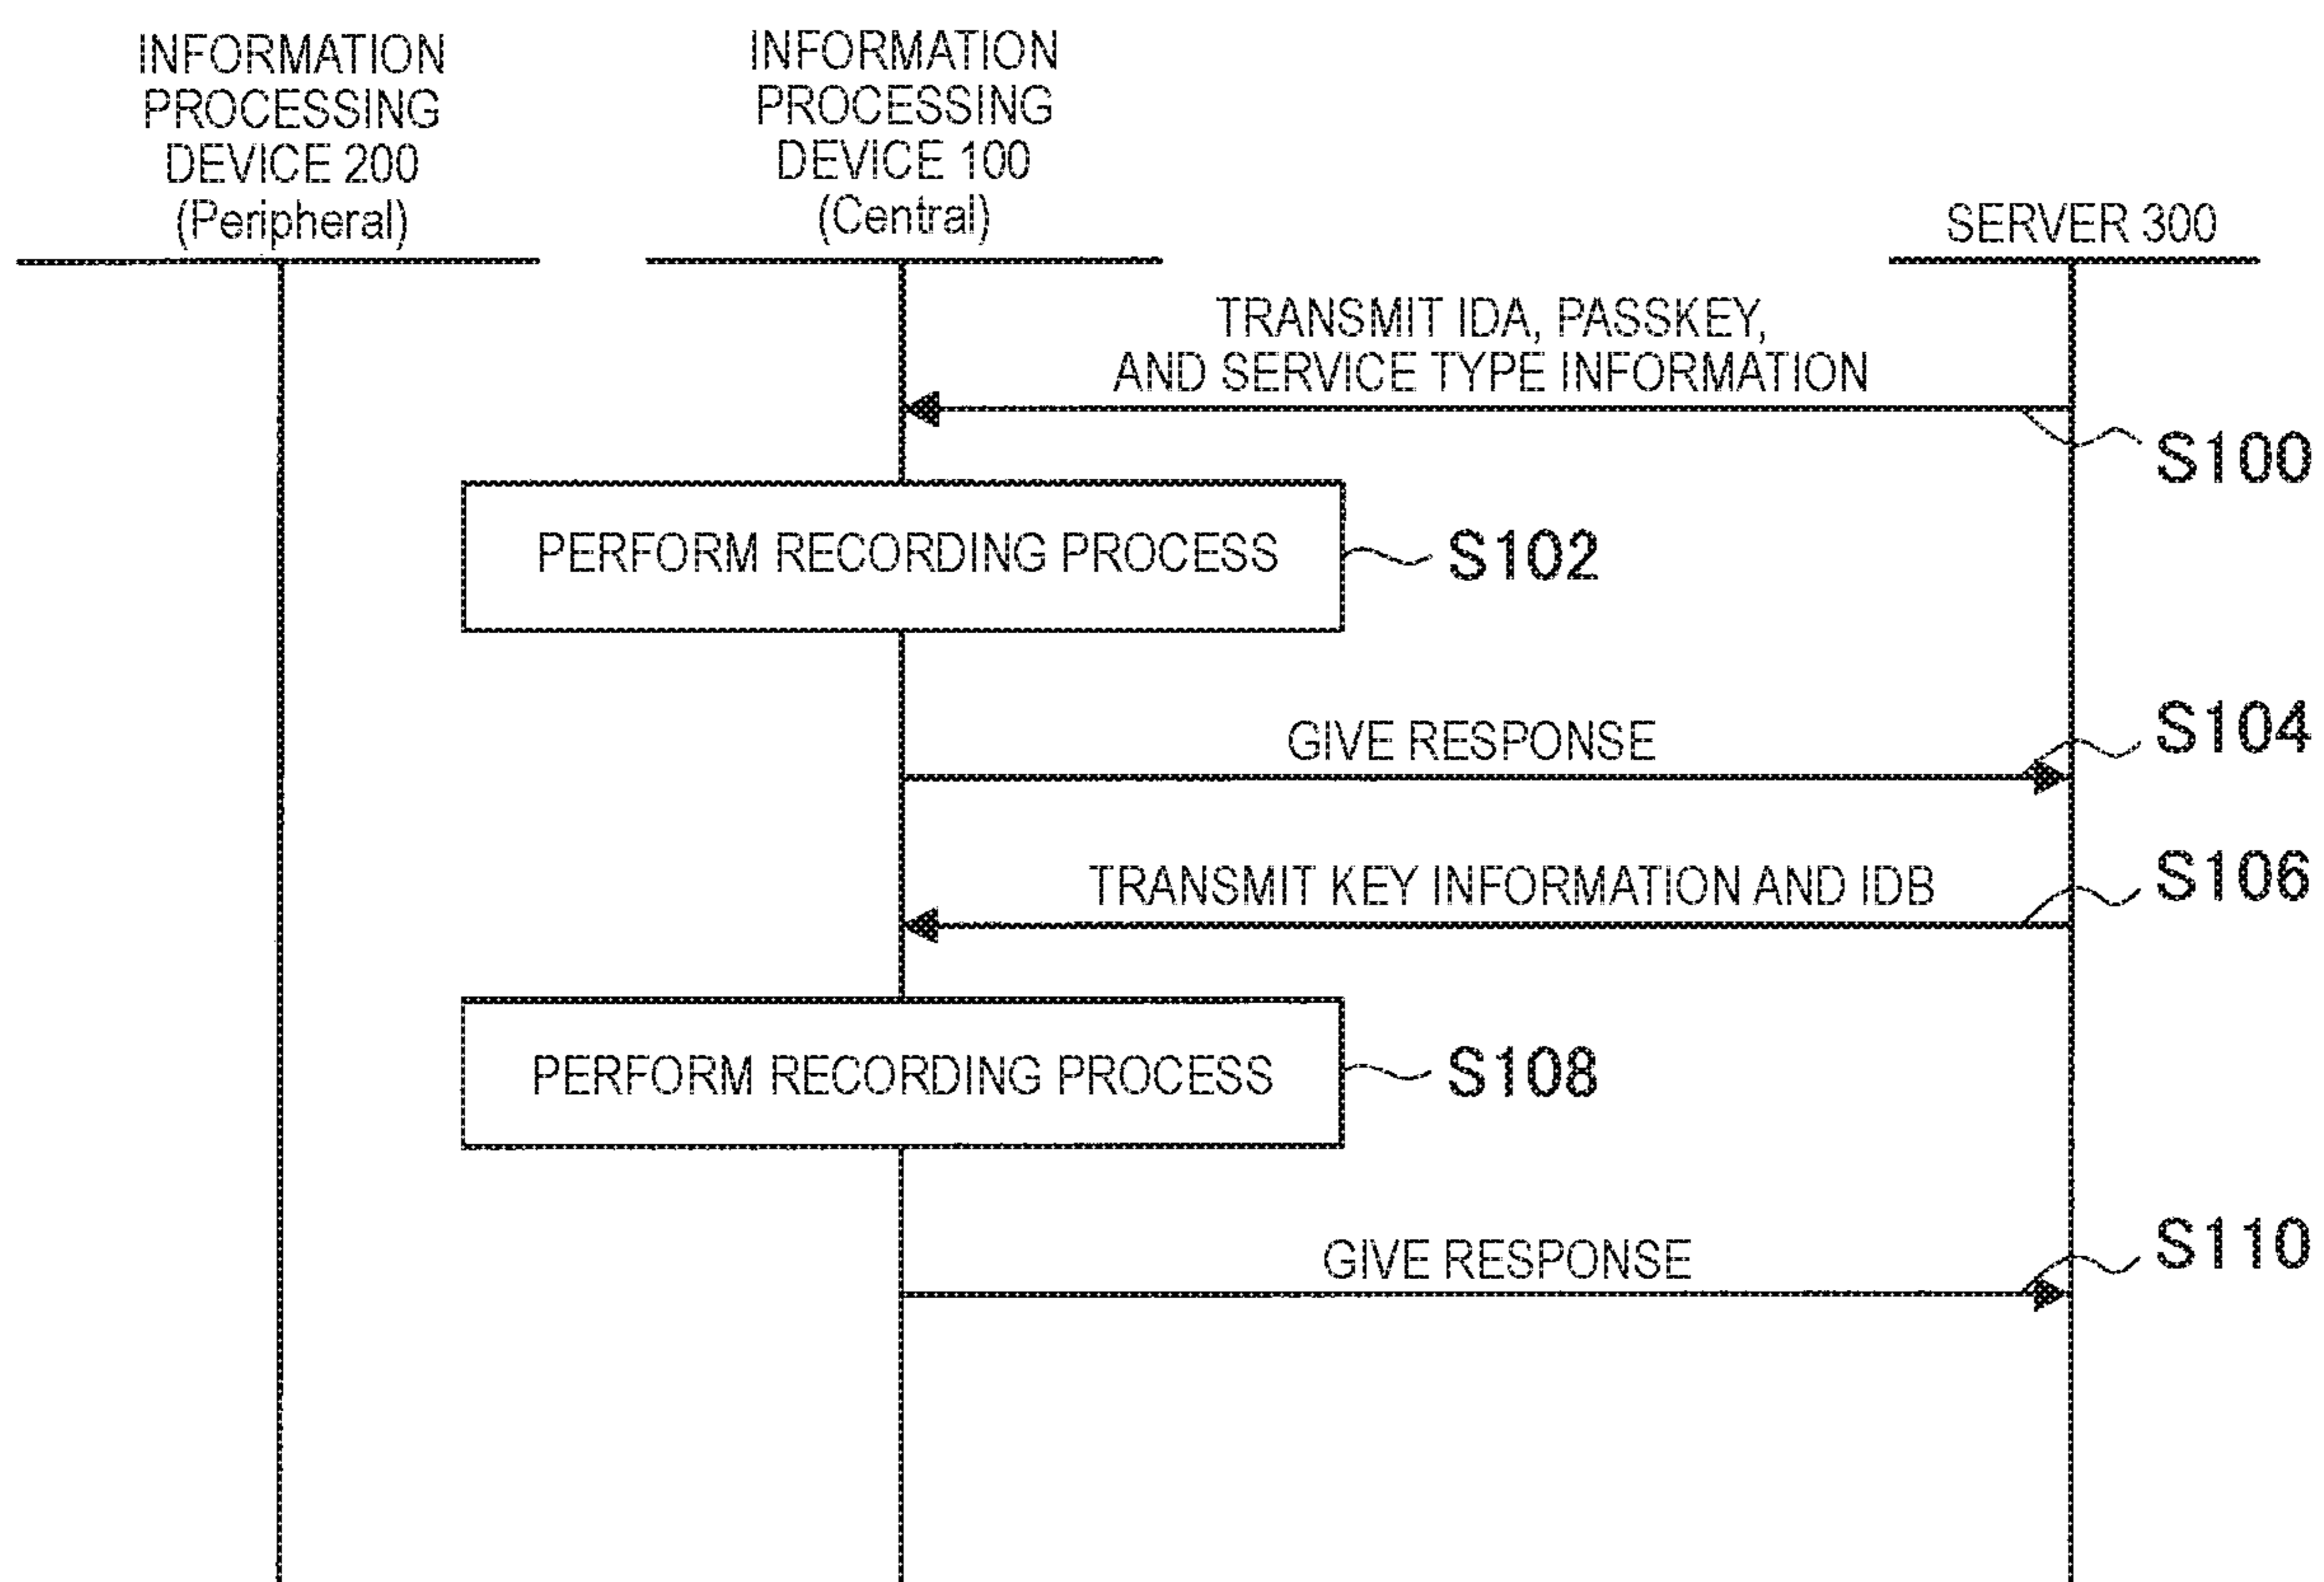 INFORMATION
PROCESSING
DEVICE 200
(Peripheral)
INFORMATION
PROCESSING
DEVICE 100
(Central)
SERVER 300
TRANSMIT IDA, PASSKEY,
AND SERVICE TYPE INFORMATION
S100
PERFORM RECORDING PROCESS
S102
GIVE RESPONSE
S104
TRANSMIT KEY INFORMATION AND IDB
S106
PERFORM RECORDING PROCESS
S108
GIVE RESPONSE
S110